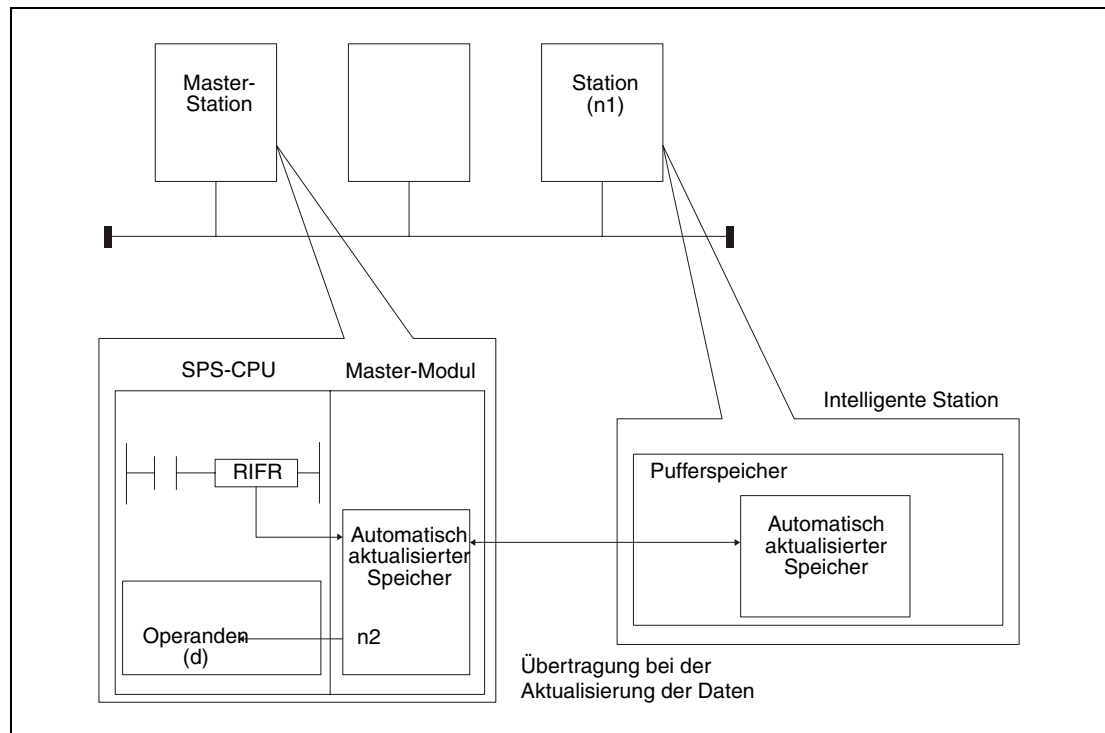 Master-
Station
Station
(n1)
SPS-CPU
Master-Modul
RIFR
Automatisch
aktualisierter
Speicher
Operanden
(d)
n2
Intelligente Station
Pufferspeicher
Automatisch
aktualisierter
Speicher
Übertragung bei der
Aktualisierung der Daten